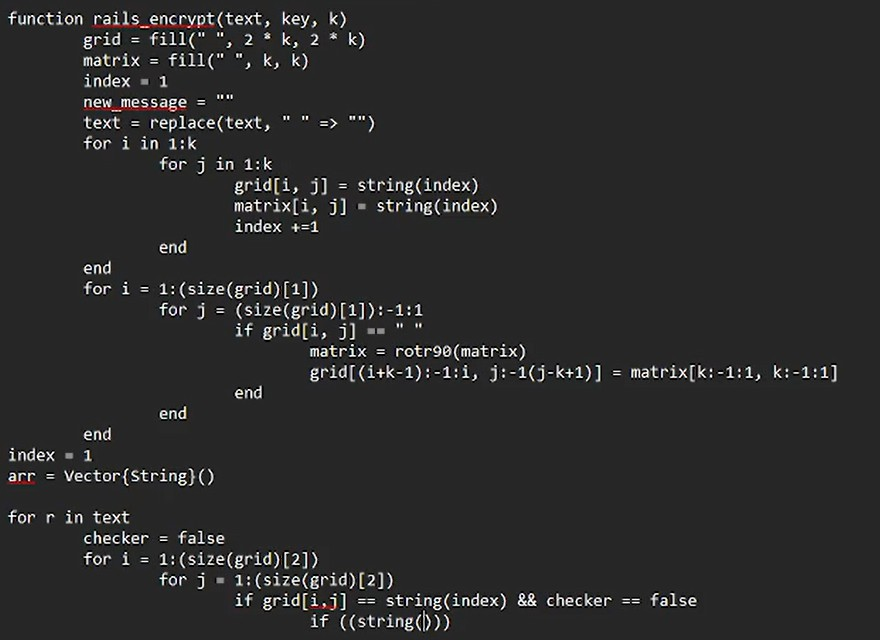 function rails_encrypt(text, key, k)
grid = fill(" ", 2 * k, 2 * k)
matrix = fill(" ", k, k)
index = 1
new_message = ""
text = replace(text, " " => "")
for i in 1:k
for j in 1:k
grid[i, j] = string(index)
matrix[i, j] = string(index)
index +=1
end
end
for i = 1:(size(grid)[1])
for j = (size(grid)[1]):-1:1
if grid[i, j] == " "
matrix = rotr90(matrix)
grid[(i+k-1):-1:i, j:-1(j-k+1)] = matrix[k:-1:1, k:-1:1]
end
end
end
index = 1
arr = Vector{String}()
for r in text
checker = false
for i = 1:(size(grid)[2])
for j = 1:(size(grid)[2])
if grid[i,j] == string(index) && checker == false
if ((string()))